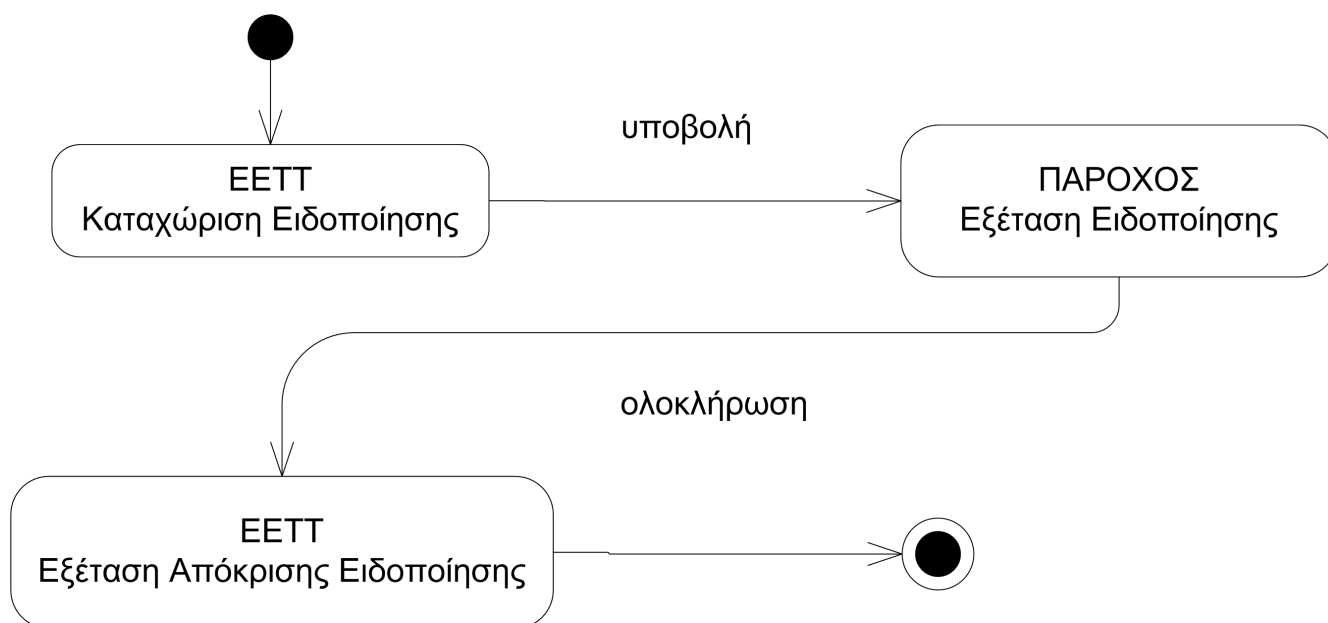 υποβολή
ΕΕΤΤ
Καταχώριση Ειδοποίησης
ΠΑΡΟΧΟΣ
Εξέταση Ειδοποίησης
ολοκλήρωση
ΕΕΤΤ
Εξέταση Απόκρισης Ειδοποίησης